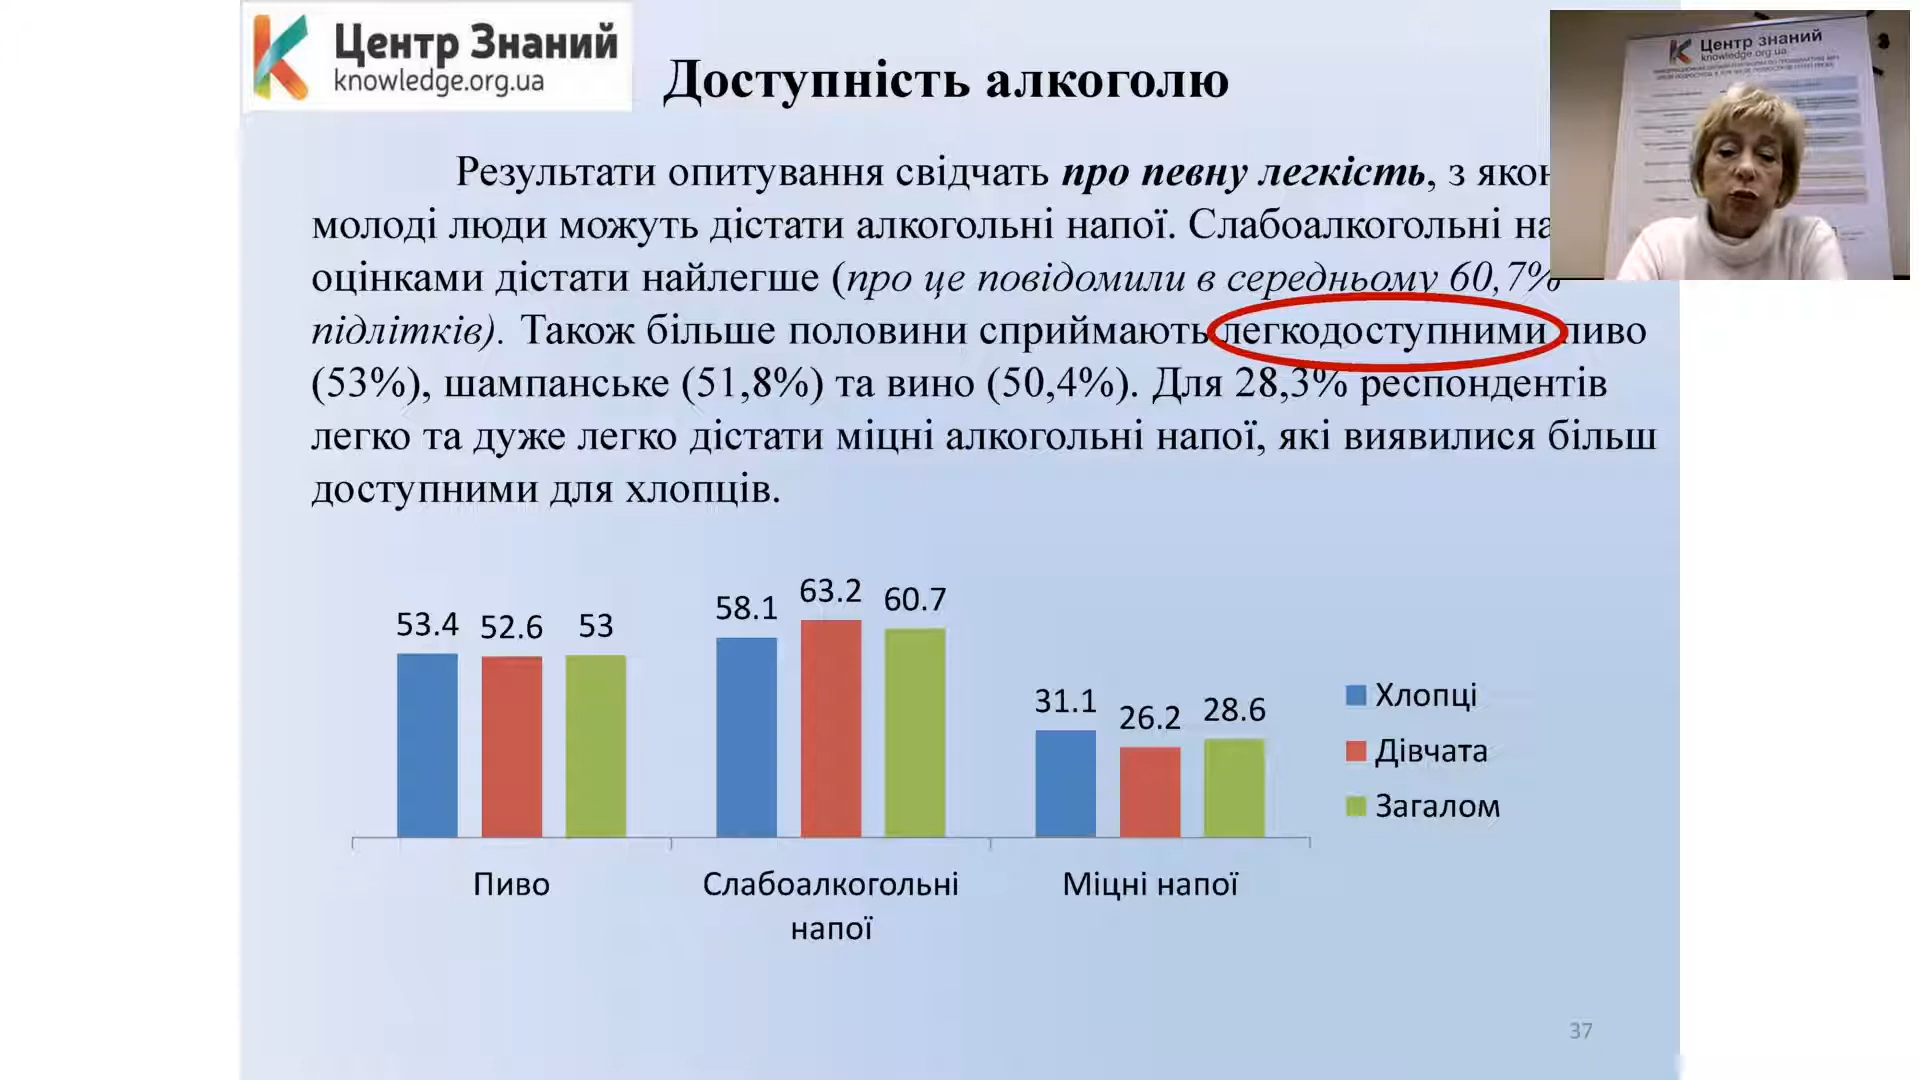 Центр Знаний
knowledge.org.ua
Доступність алкоголю
Центр знаний
knowledge.org.ua
Результати опитування свідчать про певну легкість, з
молоді люди можуть дістати алкогольні напої. Слабоалкогольні
оцінками дістати найлегше (про це повідомили в середньому 60,7%
підлітків). Також більше половини сприймають легкодоступними пиво
(53%), шампанське (51,8%) та вино (50,4%). Для 28,3% респондентів
легко та дуже легко дістати міцні алкогольні напої, які виявилися більш
доступними для хлопців.
53.4 52.6 53
58.1 63.2 60.7
31.1 26.2 28.6
Хлопці
Дівчата
Загалом
Пиво
Слабоалкогольні
напої
Міцні напої
37